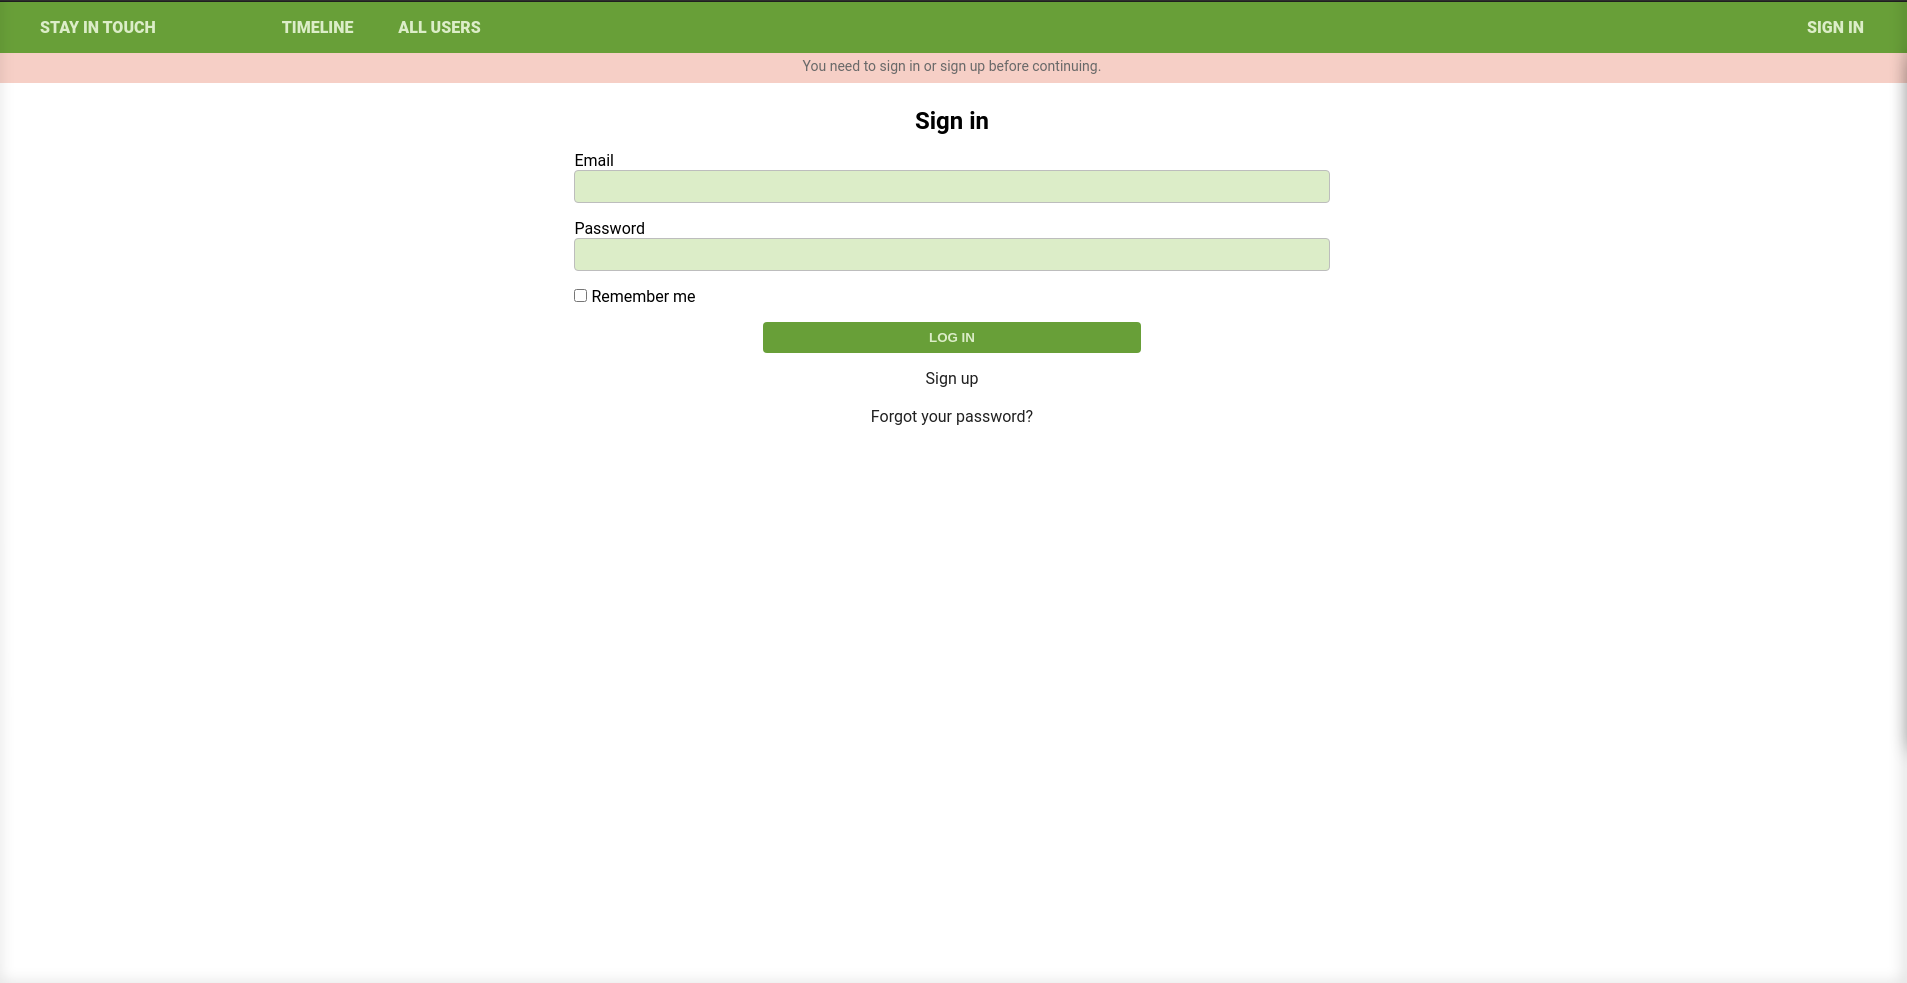 STAY IN TOUCH TIMELINE ALL USERS SIGN IN
You need to sign in or sign up before continuing.
Sign in
Email
Password
Remember me
LOG IN
Sign up
Forgot your password?